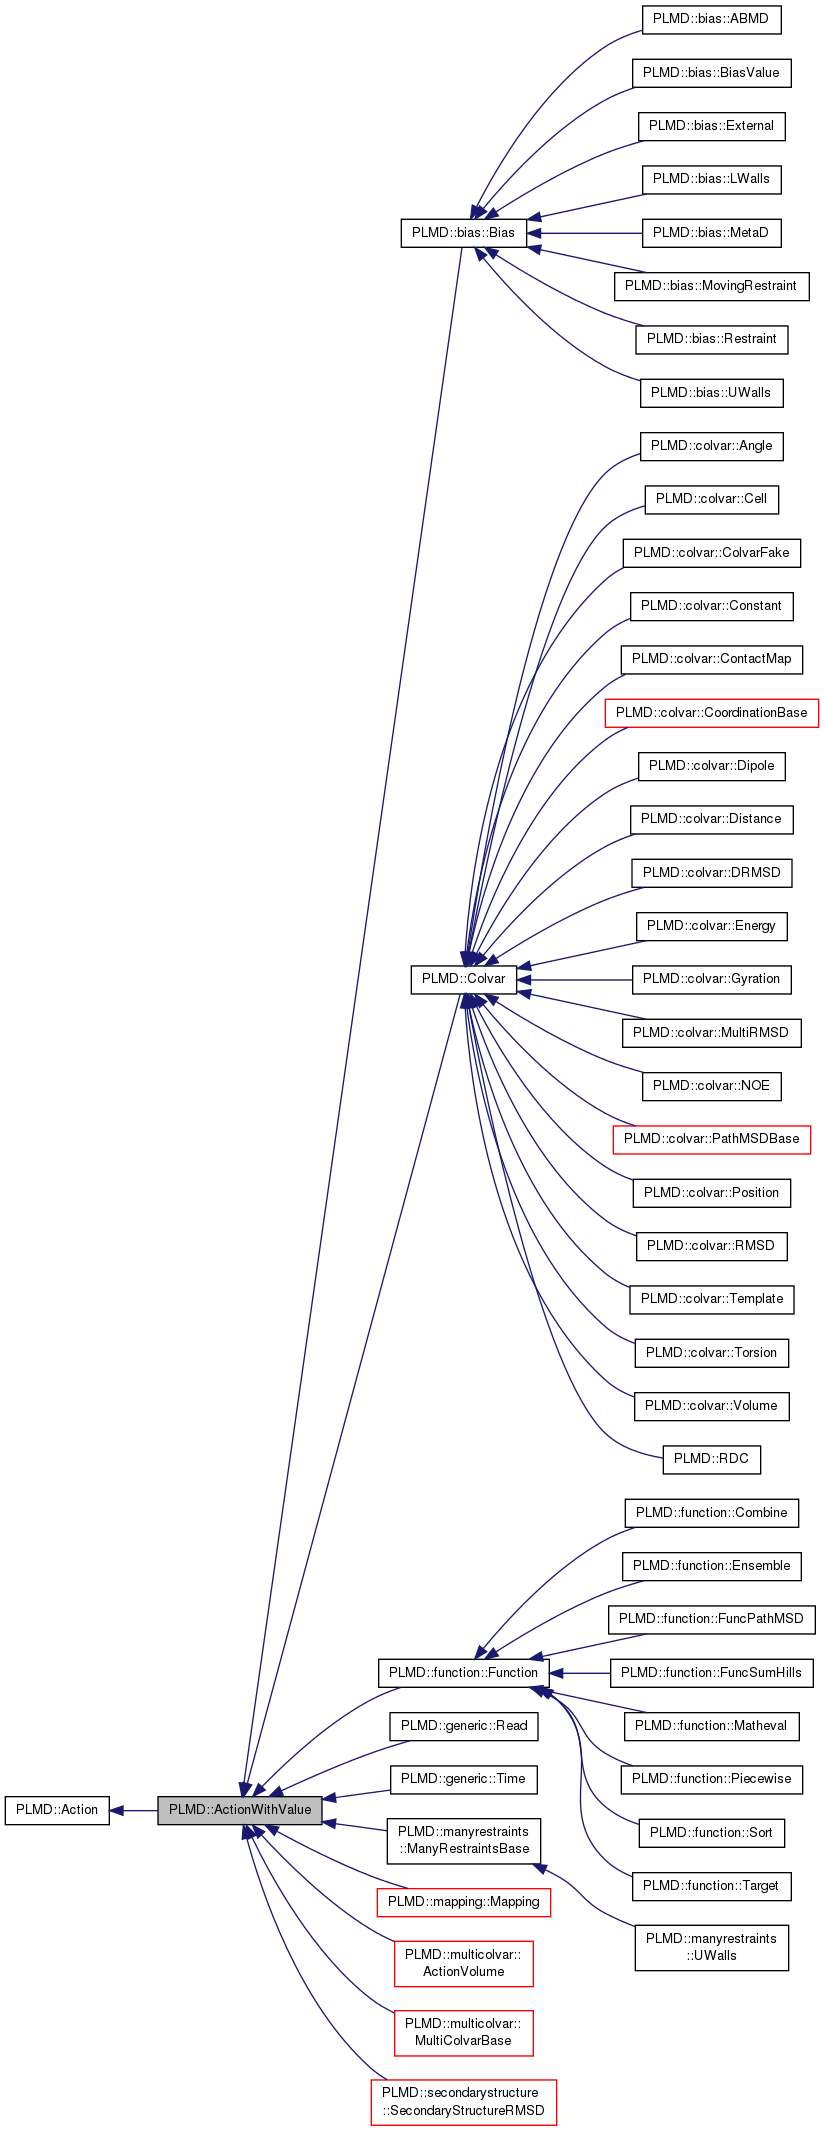 PLMD::bias::ABMD
PLMD::bias::BiasValue
PLMD::bias::External
PLMD::bias::LWalls
PLMD::bias::Bias
PLMD::bias::MetaD
PLMD::bias::MovingRestraint
PLMD::bias::Restraint
PLMD::bias::UWalls
PLMD::colvar::Angle
PLMD::colvar::Cell
PLMD::colvar::ColvarFake
PLMD::colvar::Constant
PLMD::colvar::ContactMap
PLMD::colvar::CoordinationBase
PLMD::colvar::Dipole
PLMD::colvar::Distance
PLMD::colvar::DRMSD
PLMD::colvar::Energy
PLMD::Colvar
PLMD::colvar::Gyration
PLMD::colvar::MultiRMSD
PLMD::colvar::NOE
PLMD::colvar::PathMSDBase
PLMD::colvar::Position
PLMD::colvar::RMSD
PLMD::colvar::Template
PLMD::colvar::Torsion
PLMD::colvar::Volume
PLMD::RDC
PLMD::function::Combine
PLMD::function::Ensemble
PLMD::function::FuncPathMSD
PLMD::function::Function
PLMD::function::FuncSumHills
PLMD::generic::Read
PLMD::function::Matheval
PLMD::generic::Time
PLMD::function::Piecewise
PLMD::Action
PLMD::ActionWithValue
PLMD::manyrestraints
::ManyRestraintsBase
PLMD::function::Sort
PLMD::function::Target
PLMD::mapping::Mapping
PLMD::manyrestraints
::UWalls
PLMD::multicolvar::
ActionVolume
PLMD::multicolvar::
MultiColvarBase
PLMD::secondarystructure
::SecondaryStructureRMSD